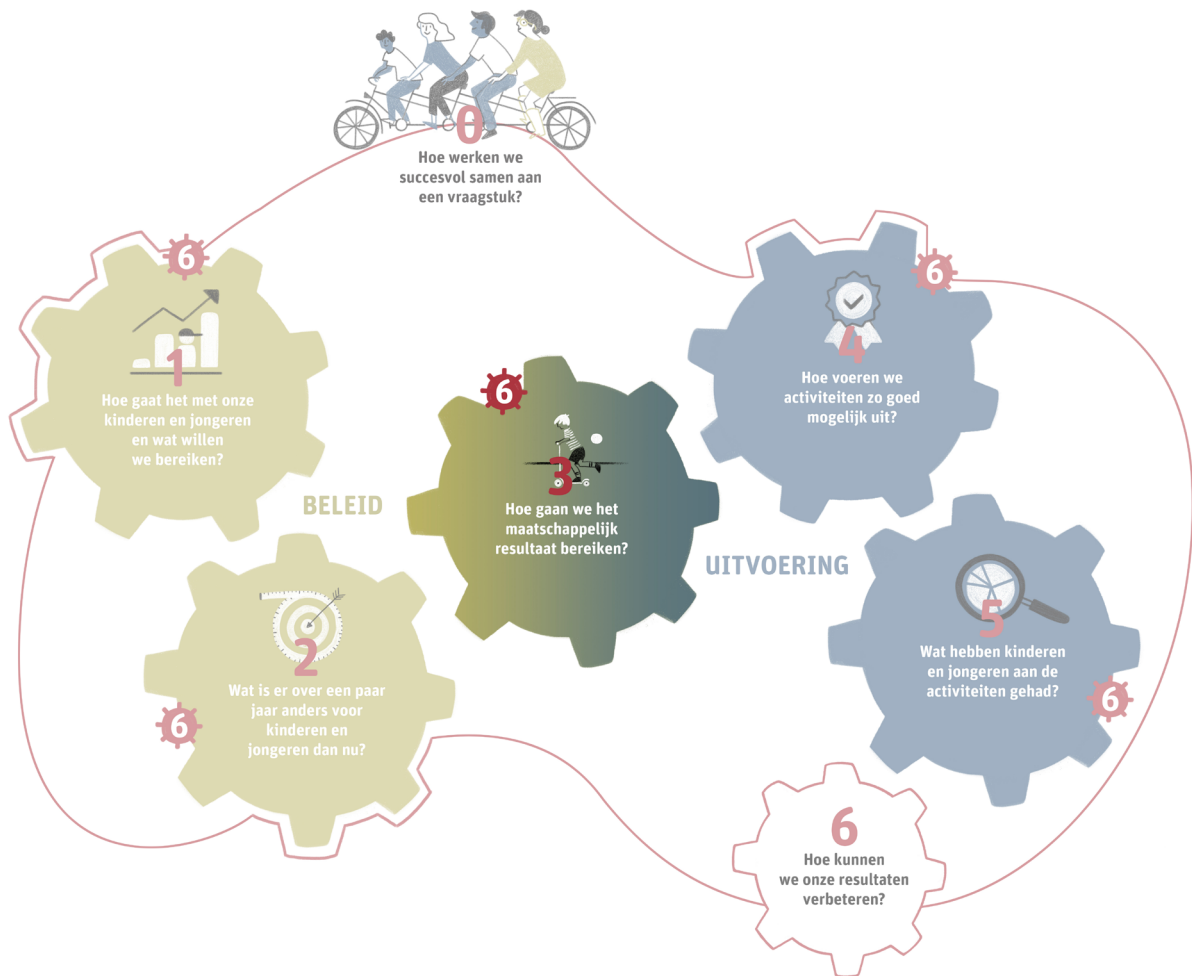 0
Hoe werken we
succesvol samen aan
een vraagstuk?
6
1
Hoe gaat het met onze
kinderen en jongeren
en wat willen
we bereiken?
BELEID
2
Wat is er over een paar
jaar anders voor
kinderen en
jongeren dan nu?
6
6
3
Hoe gaan we het
maatschappelijk
resultaat bereiken?
6
4
Hoe voeren we
activiteiten zo goed
mogelijk uit?
UITVOERING
5
Wat hebben kinderen
en jongeren aan de
activiteiten gehad?
6
6
Hoe kunnen
we onze resultaten
verbeteren?